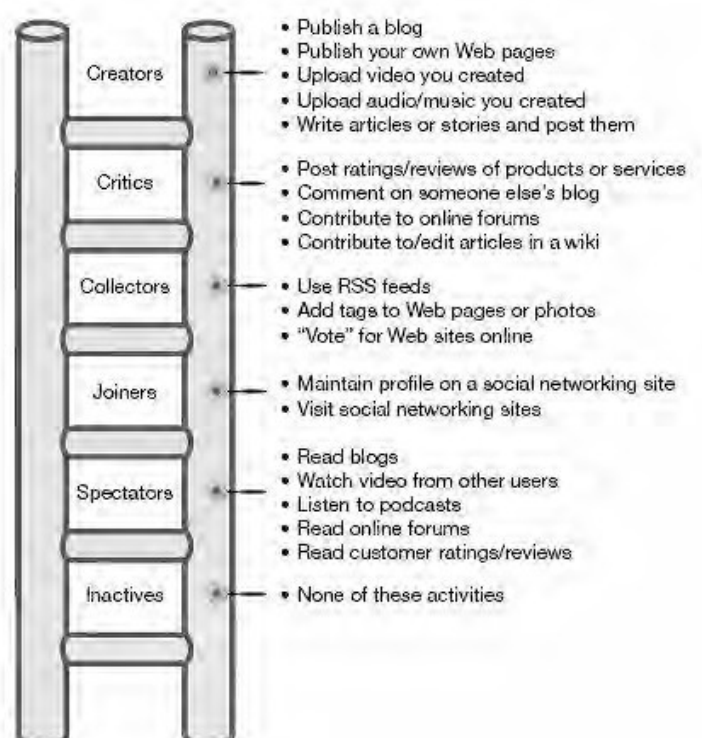 Creators
• Publish a blog
• Publish your own Web pages
• Upload video you created
• Upload audio/music you created
• Write articles or stories and post them
Critics
• Post ratings/reviews of products or services
• Comment on someone else's blog
• Contribute to online forums
• Contribute to/edit articles in a wiki
Collectors
• Use RSS feeds
• Add tags to Web pages or photos
• “Vote” for Web sites online
Joiners
• Maintain profile on a social networking site
• Visit social networking sites
Spectators
• Read blogs
• Watch video from other users
• Listen to podcasts
• Read online forums
• Read customer ratings/reviews
Inactives
• None of these activities